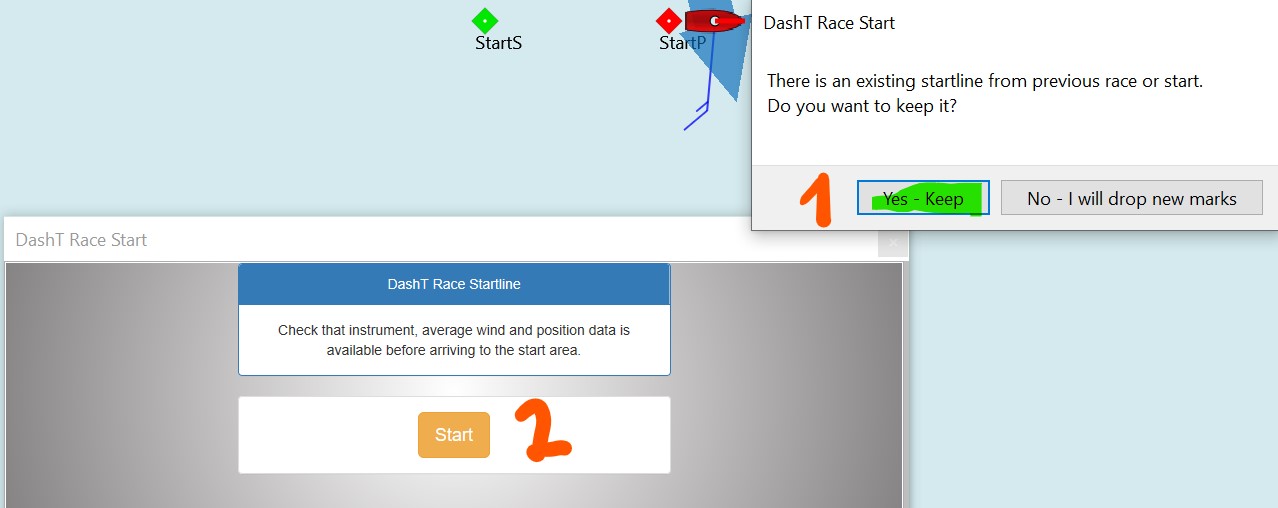 StartS
StartP
DashT Race Start
There is an existing startline from previous race or start.
Do you want to keep it?
1
Yes - Keep
No - I will drop new marks
DashT Race Start
DashT Race Startline
Check that instrument, average wind and position data is
available before arriving to the start area.
Start
2